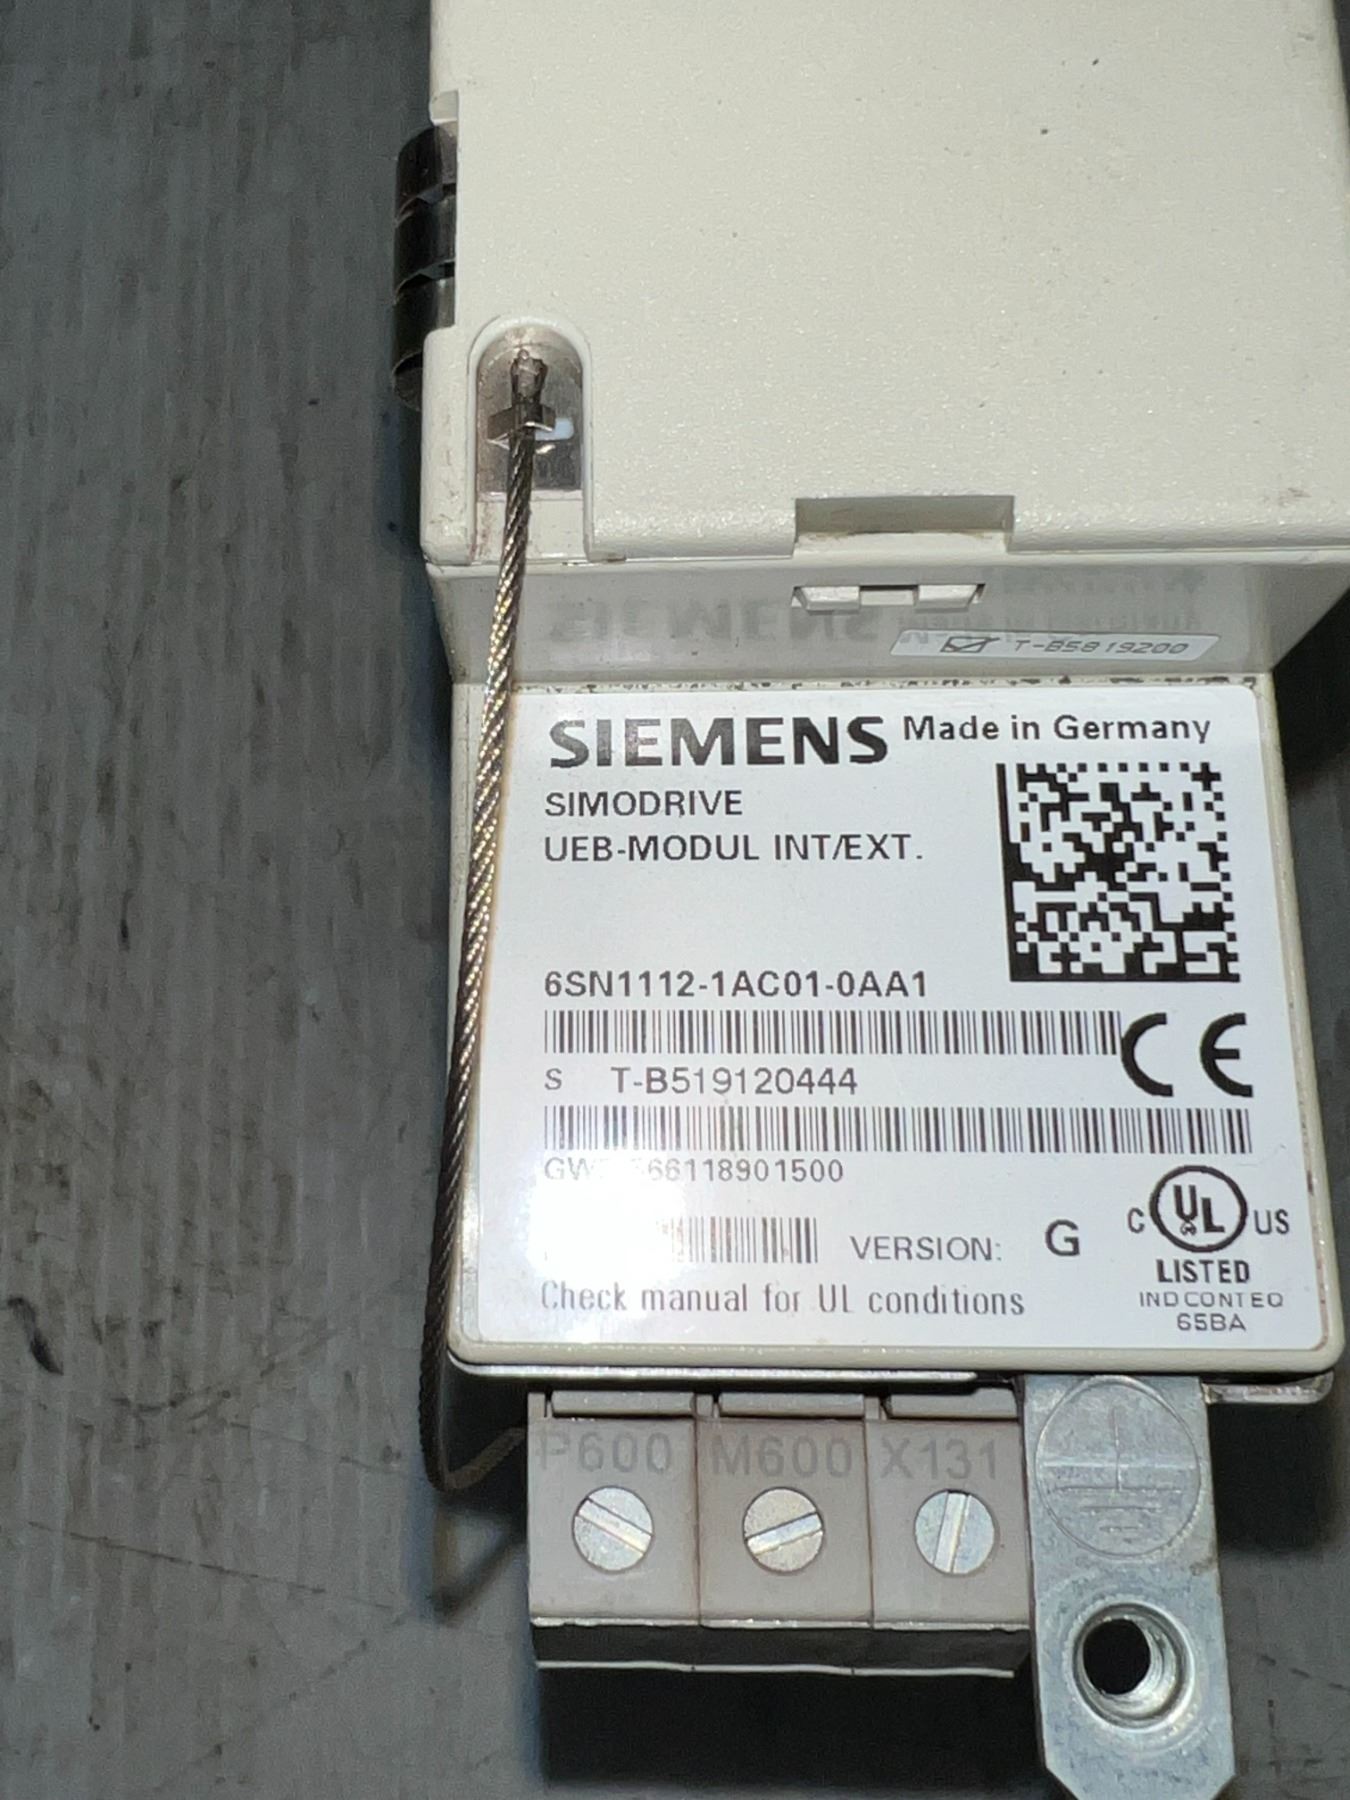 T-B5819200
SIEMENS Made in Germany
SIMODRIVE
UEB-MODUL INT/EXT.
6SN1112-1AC01-0AA1
CE
S T-B519120444
VERSION: G
C UL US
LISTED
IND CONT EQ
65BA
Check manual for UL conditions
P600 M600 X131